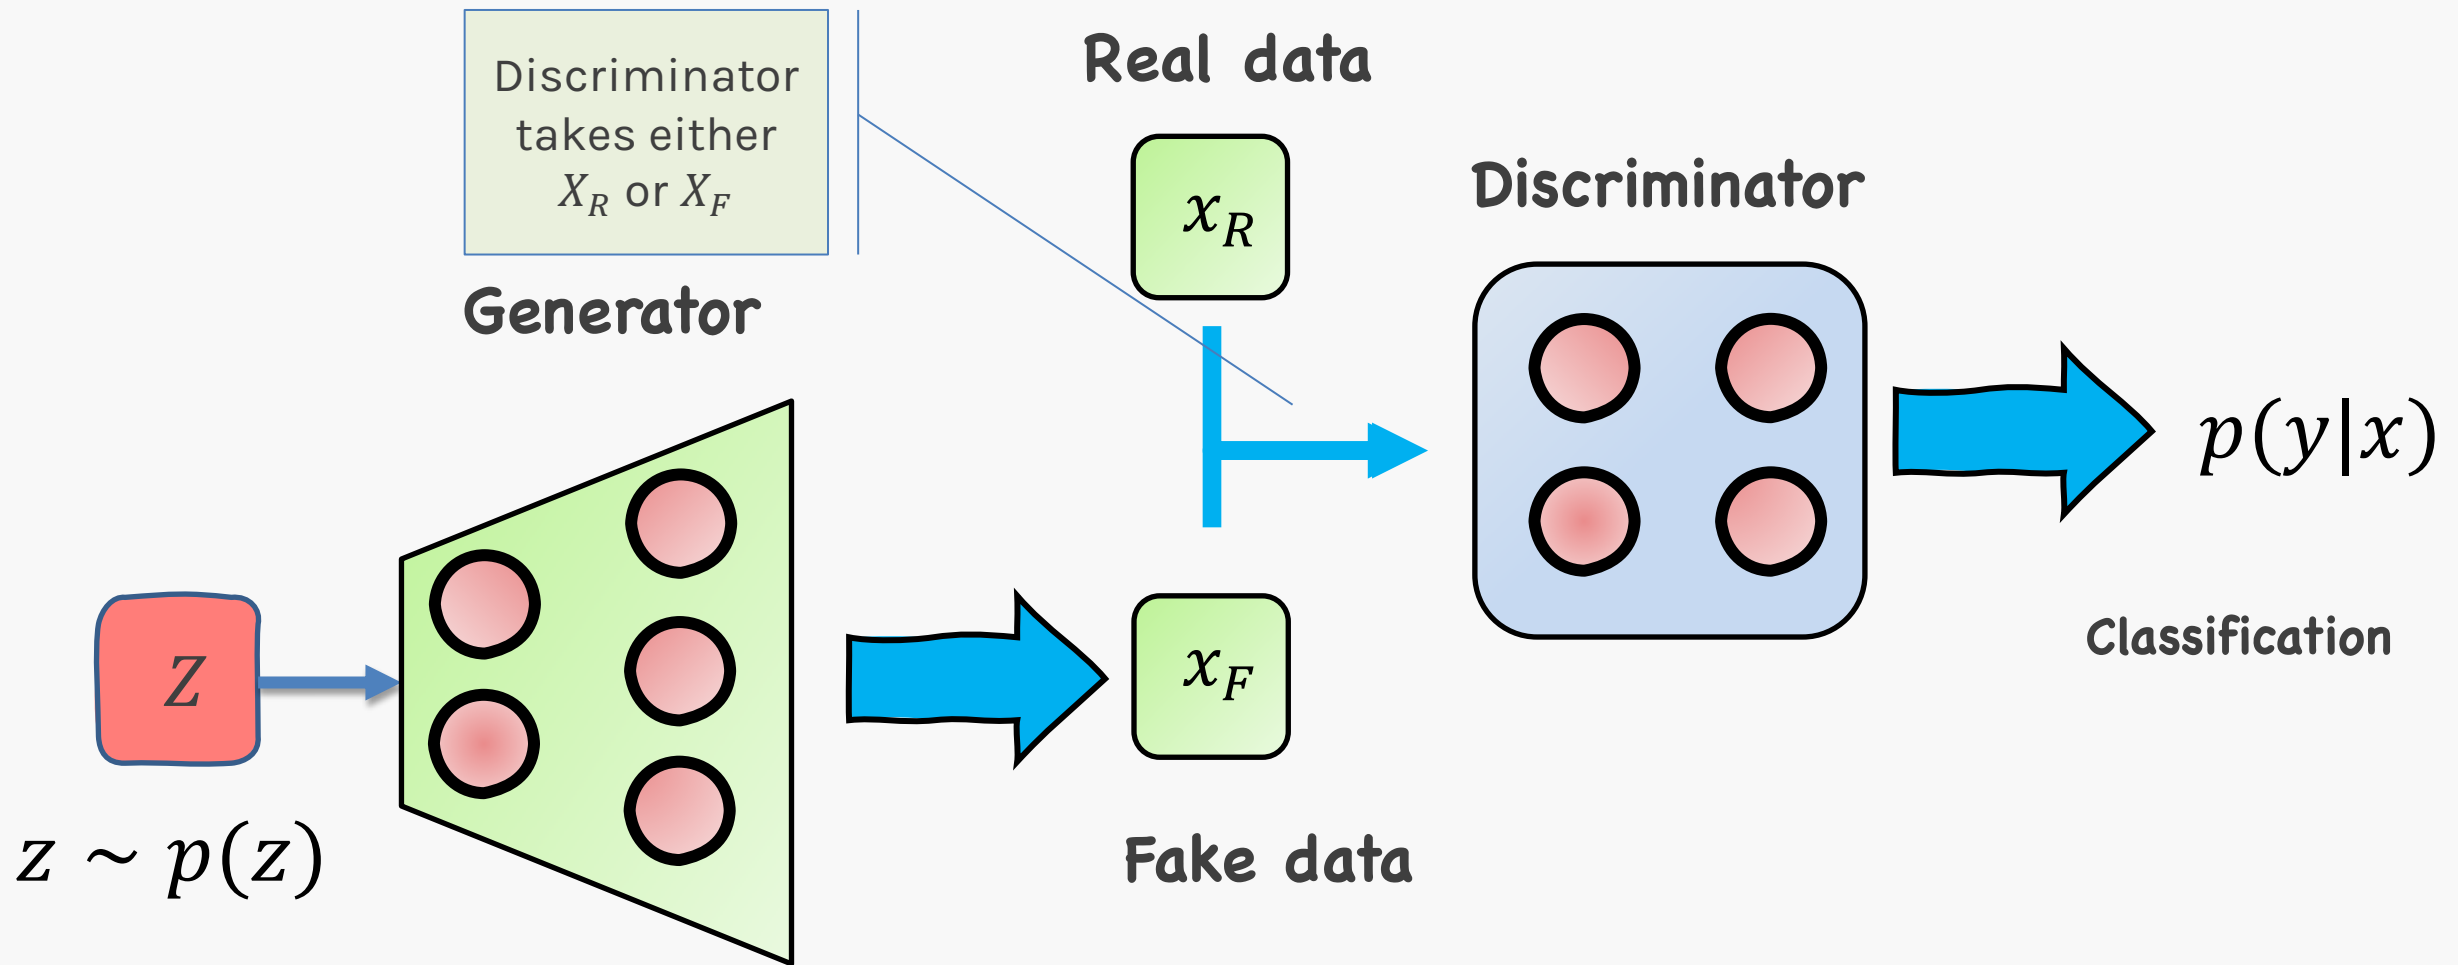 Discriminator
takes either
X_R or X_F
Real data
x_R
Discriminator
Generator
p(y|x)
Classification
Z
z ~ p(z)
x_F
Fake data